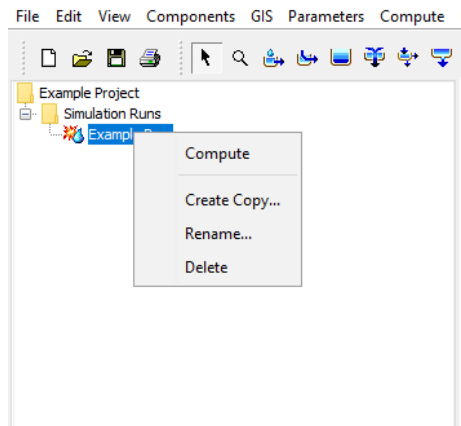 File Edit View Components GIS Parameters Compute
Example Project
Simulation Runs
Compute
Create Copy...
Rename...
Delete